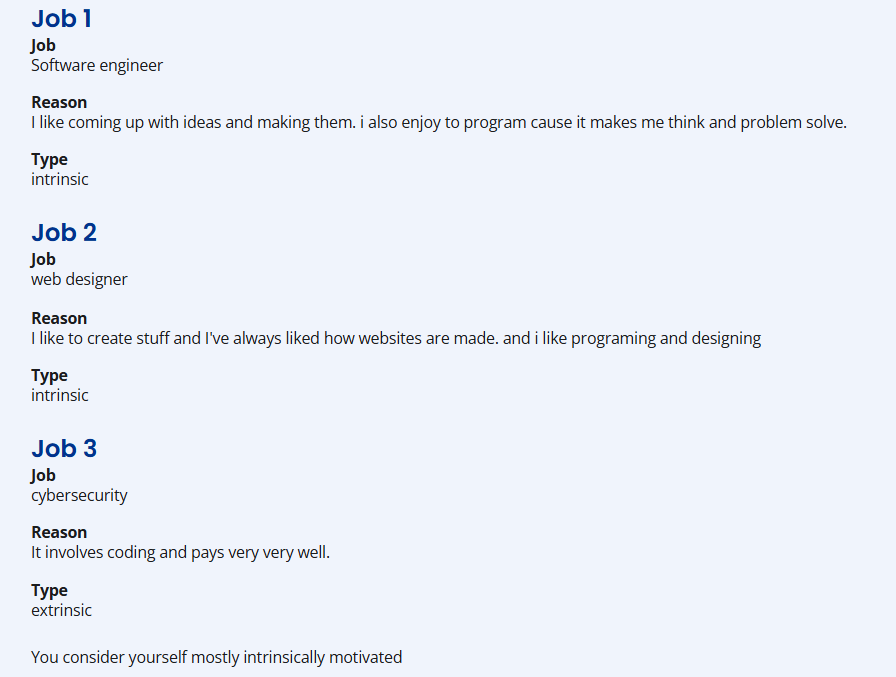 Job 1
Job
Software engineer
Reason
I like coming up with ideas and making them. i also enjoy to program cause it makes me think and problem solve.
Type
intrinsic
Job 2
Job
web designer
Reason
I like to create stuff and I've always liked how websites are made. and i like programing and designing
Type
intrinsic
Job 3
Job
cybersecurity
Reason
It involves coding and pays very very well.
Type
extrinsic
You consider yourself mostly intrinsically motivated